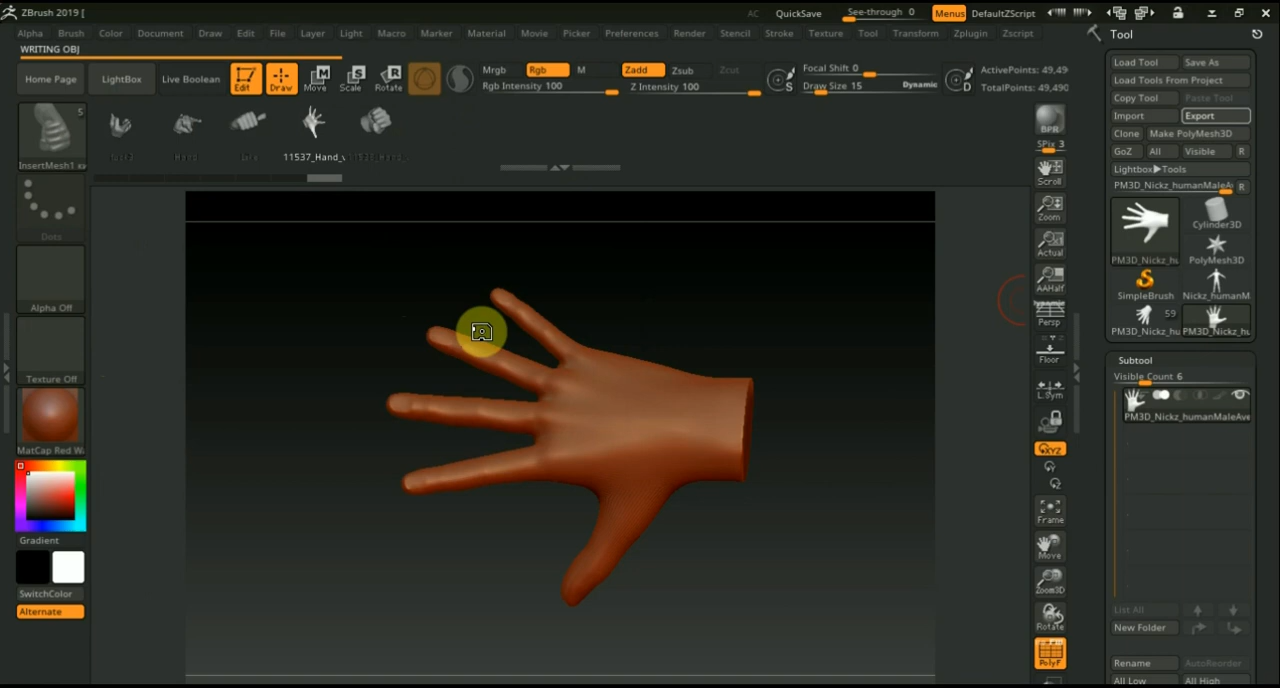 ZBrush 2019 [
AC QuickSave See-through 0 Menus DefaultZScript
Alpha Brush Color Document Draw Edit File Layer Light Macro Marker Material Movie Picker Preferences Render Stencil Stroke Texture Tool Transform Zplugin Zscript
WRITING OBJ
Home Page LightBox Live Boolean Edit Draw Move Scale Rotate
Mrgb Rgb M
Rgb Intensity 100
Zadd Zsub Zcut
Z Intensity 100
S
Focal Shift 0
Draw Size 15 Dynamic
D
ActivePoints: 49,49
TotalPoints: 49,490
5
InsertMesh1
Hand
11537_Hand_v
11537_Hand_
Dots
Alpha Off
Texture Off
MatCap Red W
Gradient
SwitchColor
Alternate
BPR
SPix 3
Scroll
Zoom
Actual
AAHalf
Dynamic
Persp
Floor
L.Sym
XYZ
Y
Z
Frame
Move
Zoom3D
Rotate
PolyF
Tool
Load Tool Save As
Load Tools From Project
Copy Tool Paste Tool
Import Export
Clone Make PolyMesh3D
GoZ All Visible R
Lightbox▶Tools
PM3D_Nickz_humanMaleA R
Cylinder3D
PM3D_Nickz_hu PolyMesh3D
SimpleBrush Nickz_humanM
59
PM3D_Nickz_hu PM3D_Nickz_hu
Subtool
Visible Count 6
PM3D_Nickz_humanMaleAve
List All
New Folder
Rename AutoReorder
All Low All High